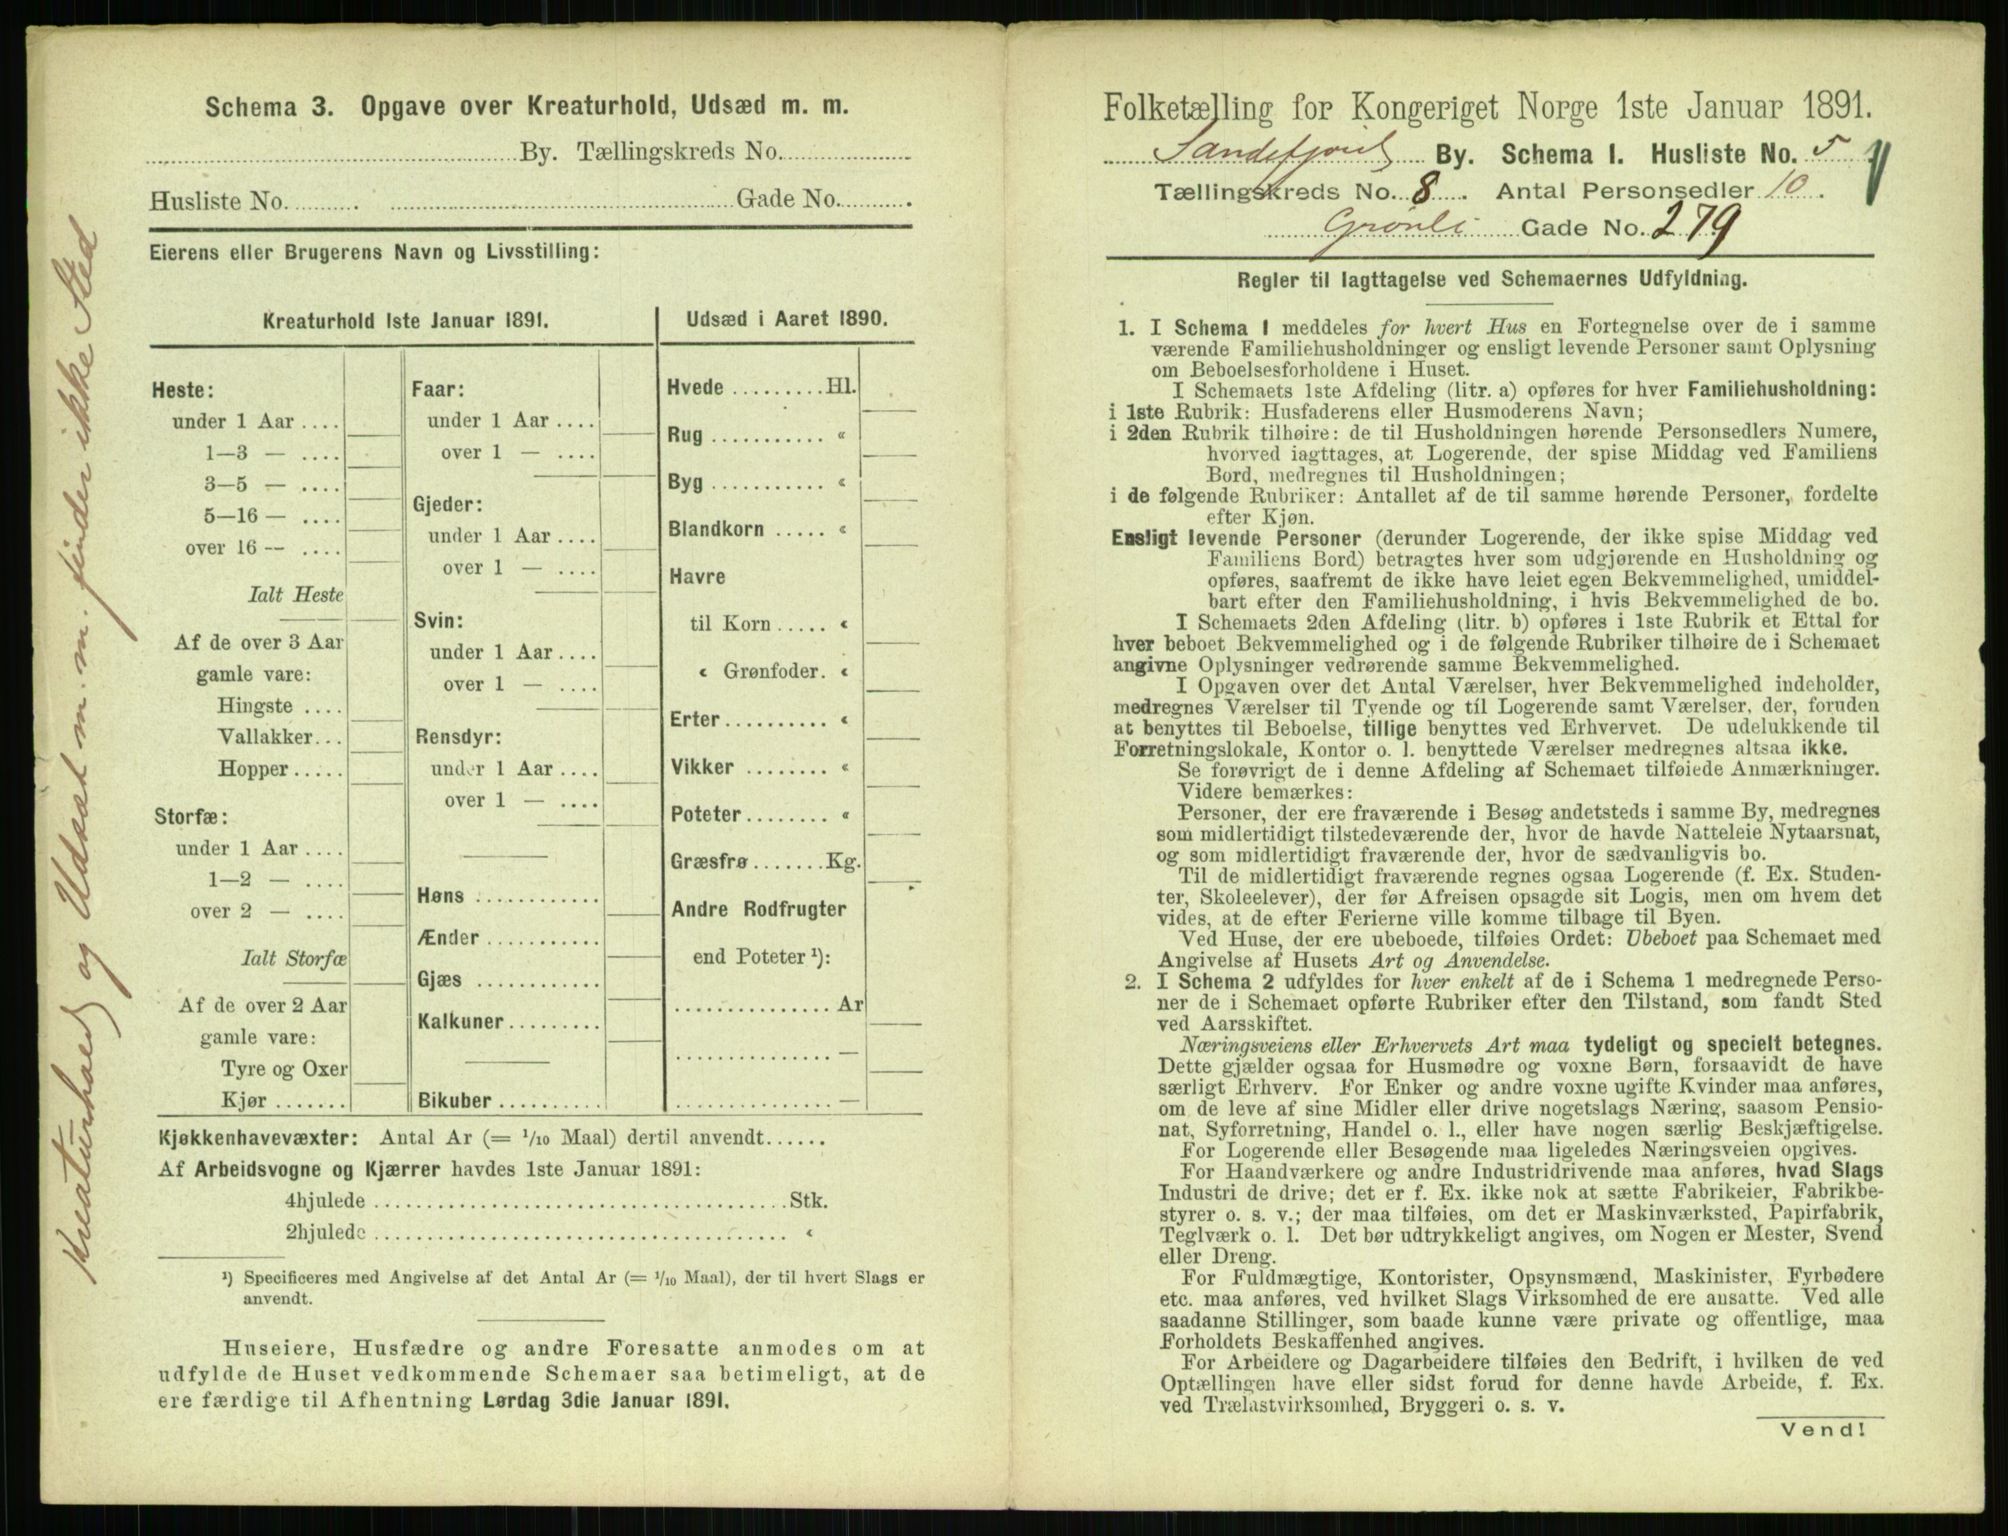 Schema 3. Opgave over Kreaturhold, Udsæd m. m.
By. Tællingskreds No.
Husliste No. Gade No.
Eierens eller Brugerens Navn og Livsstilling:
Kreaturhold 1ste Januar 1891.
Heste:
under 1 Aar ....
1—3 — ....
3—5 — ....
5—16 — ....
over 16 — ....
Ialt Heste
Af de over 3 Aar
gamle vare:
Hingste ....
Vallakker...
Hopper.....
Storfæ:
under 1 Aar ....
1—2 — ....
over 2 — ....
Ialt Storfæ
Af de over 2 Aar
gamle vare:
Tyre og Oxer
Kjør .......
Faar:
under 1 Aar ....
over 1 — ....
Gjeder:
under 1 Aar ....
over 1 — ....
Svin:
under 1 Aar ....
over 1 — ....
Rensdyr:
under 1 Aar ....
over 1 — ....
Høns ............
Ænder ...........
Gjæs ............
Kalkuner.........
Bikuber ..........
Udsæd i Aaret 1890.
Hvede ......... Hl.
Rug ........... «
Byg ........... «
Blandkorn ..... «
Havre
til Korn ..... «
« Grønfoder. «
Erter .......... «
Vikker ........ «
Poteter ........ «
Græsfrø ....... Kg.
Andre Rodfrugter
end Poteter ¹):
............... Ar
............... —
............... —
Kjøkkenhavevæxter: Antal Ar (= 1/10 Maal) dertil anvendt......
Af Arbeidsvogne og Kjærrer havdes 1ste Januar 1891:
4hjulede ........................................ Stk.
2hjulede ........................................ «
¹) Specificeres med Angivelse af det Antal Ar (= 1/10 Maal), der til hvert Slags er
anvendt.
Huseiere, Husfædre og andre Foresatte anmodes om at
udfylde de Huset vedkommende Schemaer saa betimeligt, at de
ere færdige til Afhentning Lørdag 3die Januar 1891.
Kreaturhold og Udsæd m. m. finder ikke Sted
Folketælling for Kongeriget Norge 1ste Januar 1891.
Sandefjord By. Schema 1. Husliste No. 5
Tællingskreds No. 8. Antal Personsedler 10.
Grønli Gade No. 279
Regler til Iagttagelse ved Schemaernes Udfyldning.
1. I Schema 1 meddeles for hvert Hus en Fortegnelse over de i samme
værende Familiehusholdninger og ensligt levende Personer samt Oplysning
om Beboelsesforholdene i Huset.
I Schemaets 1ste Afdeling (litr. a) opføres for hver Familiehusholdning:
i 1ste Rubrik: Husfaderens eller Husmoderens Navn;
i 2den Rubrik tilhøire: de til Husholdningen hørende Personsedlers Numere,
hvorved iagttages, at Logerende, der spise Middag ved Familiens
Bord, medregnes til Husholdningen;
i de følgende Rubriker: Antallet af de til samme hørende Personer, fordelte
efter Kjøn.
Ensligt levende Personer (derunder Logerende, der ikke spise Middag ved
Familiens Bord) betragtes hver som udgjørende en Husholdning og
opføres, saafremt de ikke have leiet egen Bekvemmelighed, umiddel-
bart efter den Familiehusholdning, i hvis Bekvemmelighed de bo.
I Schemaets 2den Afdeling (litr. b) opføres i 1ste Rubrik et Ettal for
hver beboet Bekvemmelighed og i de følgende Rubriker tilhøire de i Schemaet
angivne Oplysninger vedrørende samme Bekvemmelighed.
I Opgaven over det Antal Værelser, hver Bekvemmelighed indeholder,
medregnes Værelser til Tyende og til Logerende samt Værelser, der, foruden
at benyttes til Beboelse, tillige benyttes ved Erhvervet. De udelukkende til
Forretningslokale, Kontor o. l. benyttede Værelser medregnes altsaa ikke.
Se forøvrigt de i denne Afdeling af Schemaet tilføiede Anmærkninger.
Videre bemærkes:
Personer, der ere fraværende i Besøg andetsteds i samme By, medregnes
som midlertidigt tilstedeværende der, hvor de havde Natteleie Nytaarsnat,
og som midlertidigt fraværende der, hvor de sædvanligvis bo.
Til de midlertidigt fraværende regnes ogsaa Logerende (f. Ex. Studen-
ter, Skoleelever), der før Afreisen opsagde sit Logis, men om hvem det
vides, at de efter Ferierne ville komme tilbage til Byen.
Ved Huse, der ere ubeboede, tilføies Ordet: Ubeboet paa Schemaet med
Angivelse af Husets Art og Anvendelse.
2. I Schema 2 udfyldes for hver enkelt af de i Schema 1 medregnede Perso-
ner de i Schemaet opførte Rubriker efter den Tilstand, som fandt Sted
ved Aarsskiftet.
Næringsveiens eller Erhvervets Art maa tydeligt og specielt betegnes.
Dette gjælder ogsaa for Husmødre og voxne Børn, forsaavidt de have
særligt Erhverv. For Enker og andre voxne ugifte Kvinder maa anføres,
om de leve af sine Midler eller drive nogetslags Næring, saasom Pensio-
nat, Syforretning, Handel o. l., eller have nogen særlig Beskjæftigelse.
For Logerende eller Besøgende maa ligeledes Næringsveien opgives.
For Haandværkere og andre Industridrivende maa anføres, hvad Slags
Industri de drive; det er f. Ex. ikke nok at sætte Fabrikeier, Fabrikbe-
styrer o. s. v.; der maa tilføies, om det er Maskinværksted, Papirfabrik,
Teglværk o. l. Det bør udtrykkeligt angives, om Nogen er Mester, Svend
eller Dreng.
For Fuldmægtige, Kontorister, Opsynsmænd, Maskinister, Fyrbødere
etc. maa anføres, ved hvilket Slags Virksomhed de ere ansatte. Ved alle
saadanne Stillinger, som baade kunne være private og offentlige, maa
Forholdets Beskaffenhed angives.
For Arbeidere og Dagarbeidere tilføies den Bedrift, i hvilken de ved
Optællingen have eller sidst forud for denne havde Arbeide, f. Ex.
ved Trælastvirksomhed, Bryggeri o. s. v.
Vend!